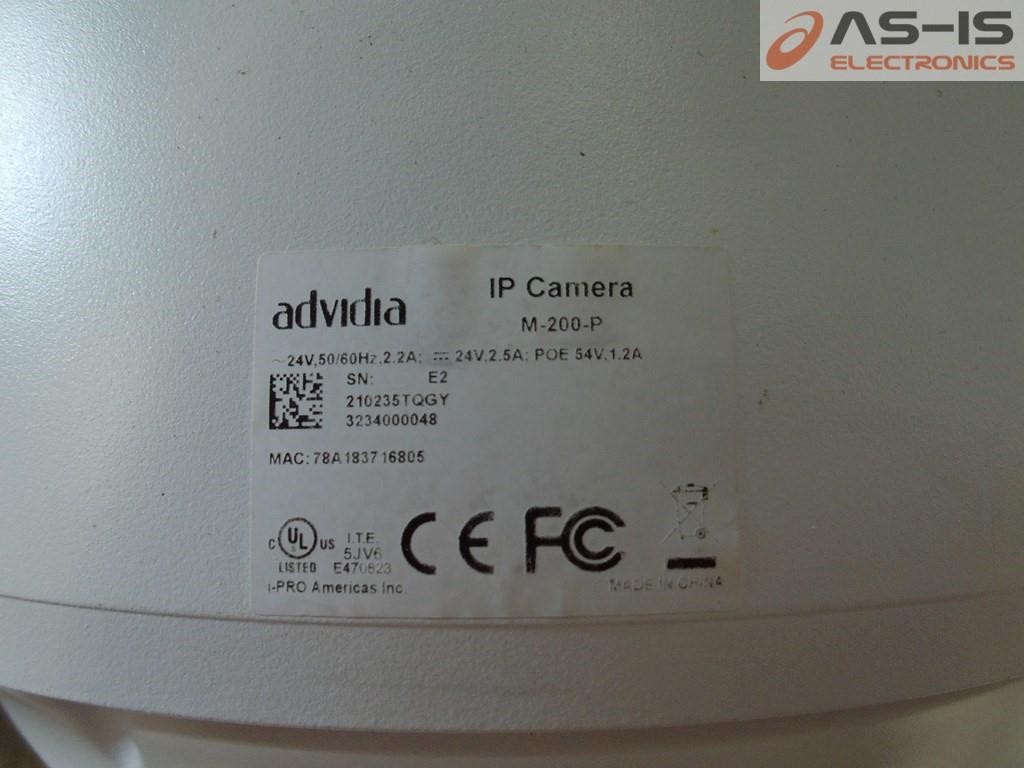 AS-IS
ELECTRONICS
advidia
IP Camera
M-200-P
~24V,50/60Hz,2.2A; ⎓ 24V,2.5A; POE 54V,1.2A
SN: E2
210235TQGY
3234000048
MAC:78A183716805
C UL US
LISTED
I.T.E.
5JV6
E470823
CE FC
i-PRO Americas Inc.
MADE IN CHINA